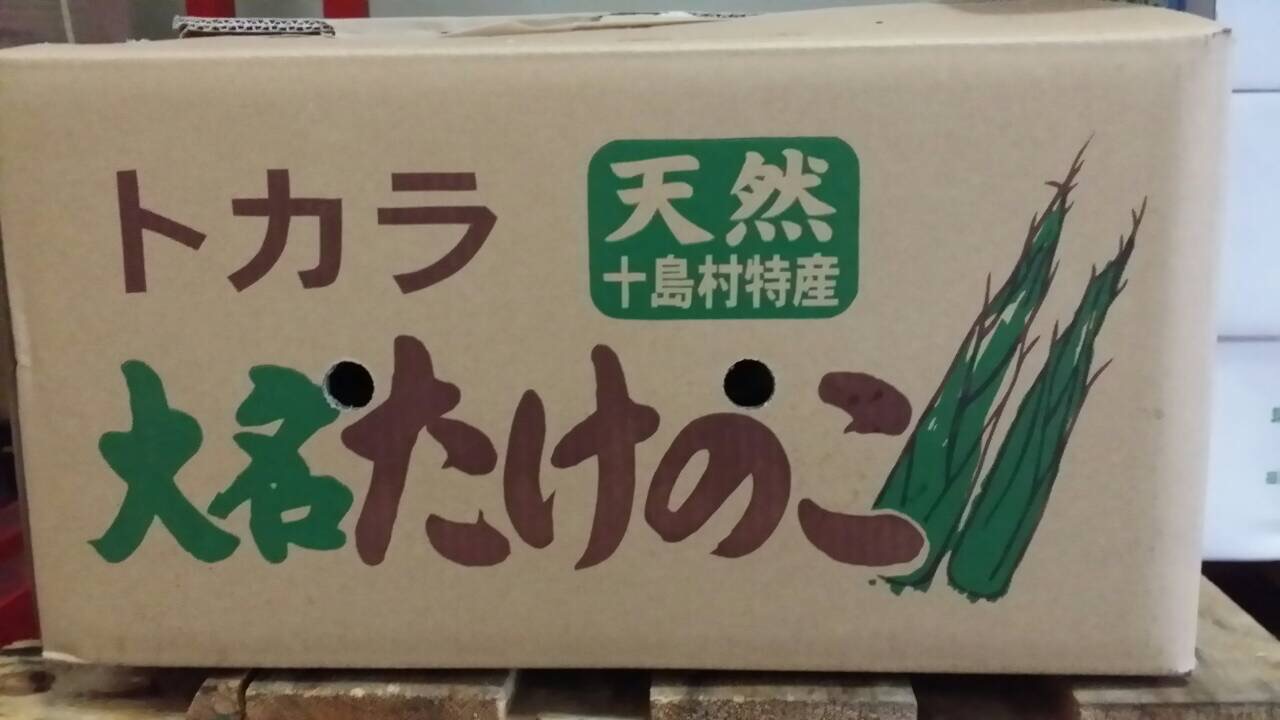 トカラ
天然
十島村特産
大名たけのこ